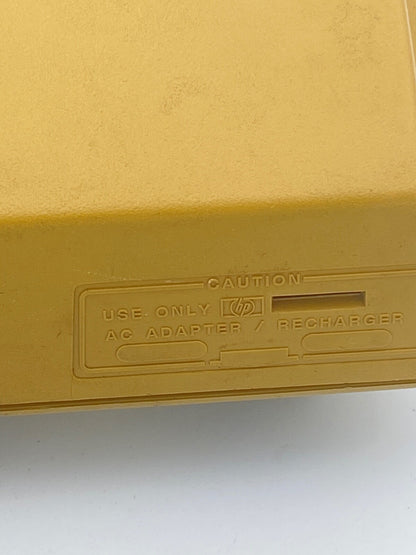 CAUTION
USE ONLY hp
AC ADAPTER / RECHARGER